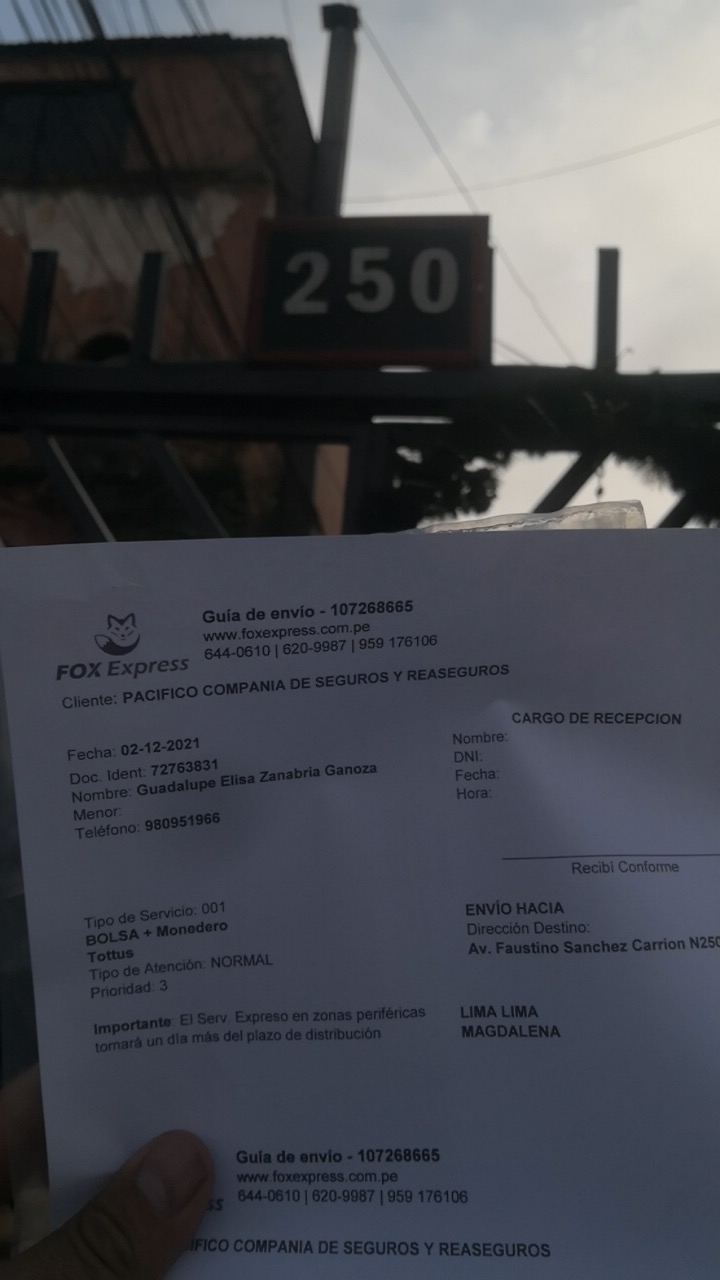 250
Guía de envío - 107268665
www.foxexpress.com.pe
644-0610 | 620-9987 | 959 176106
FOX Express
Cliente: PACIFICO COMPANIA DE SEGUROS Y REASEGUROS
Fecha: 02-12-2021
Doc. Ident: 72763831
Nombre: Guadalupe Elisa Zanabria Ganoza
Menor:
Teléfono: 980951966
CARGO DE RECEPCION
Nombre:
DNI:
Fecha:
Hora:
Recibí Conforme
Tipo de Servicio: 001
BOLSA + Monedero
Tottus
Tipo de Atención: NORMAL
Prioridad: 3
ENVÍO HACIA
Dirección Destino:
Av. Faustino Sanchez Carrion N250
Importante: El Serv. Expreso en zonas periféricas
tomará un día más del plazo de distribución
LIMA LIMA
MAGDALENA
Guía de envío - 107268665
www.foxexpress.com.pe
644-0610 | 620-9987 | 959 176106
ss
IFICO COMPANIA DE SEGUROS Y REASEGUROS